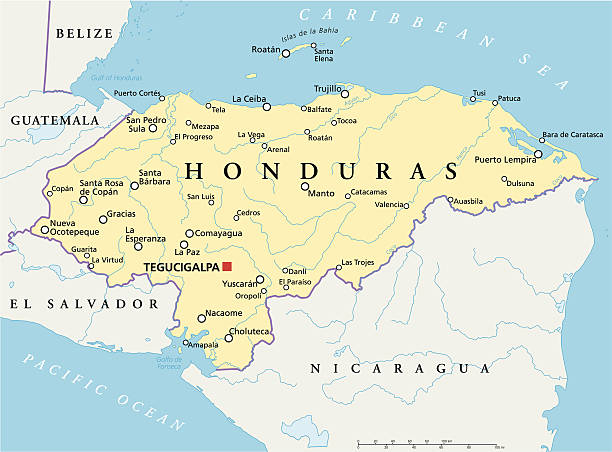 CARIBBEAN SEA
BELIZE
Islas de la Bahía
Roatán
Santa
Elena
Gulf of Honduras
Puerto Cortés
Trujillo
Tusi
Patuca
La Ceiba
Tela
Balfate
GUATEMALA
San Pedro
Sula
Mezapa
Tocoa
El Progreso
La Vega
Roatán
Bara de Caratasca
Arenal
Puerto Lempira
HONDURAS
Copán
Santa Rosa
de Copán
Santa
Bárbara
Dulsuna
Manto
Catacamas
San Luis
Valencia
Auasbila
Gracias
Cedros
Nueva
Ocotepeque
La
Esperanza
Comayagua
Guarita
La Virtud
La Paz
TEGUCIGALPA
Las Trojes
Danlí
Yuscarán
El Paraíso
Oropolí
EL SALVADOR
Nacaome
Choluteca
Amapala
Golfo de
Fonseca
NICARAGUA
PACIFIC OCEAN